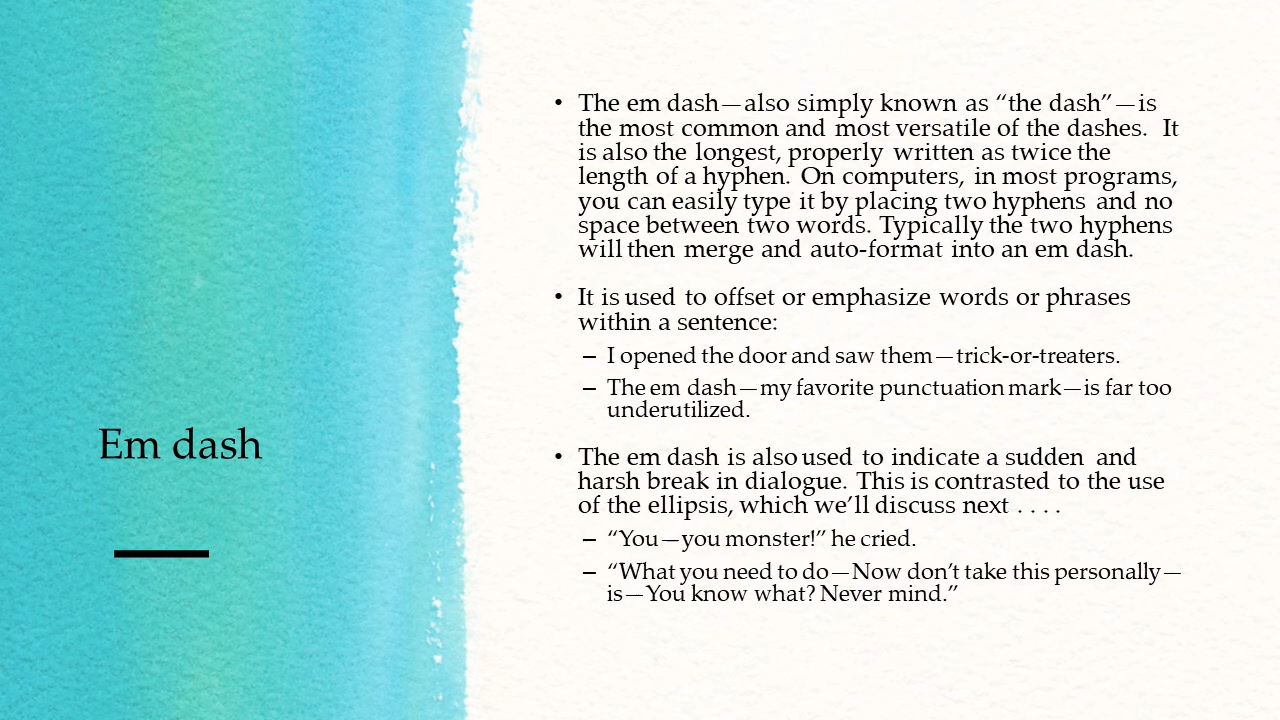 Em dash
• The em dash—also simply known as “the dash”—is
the most common and most versatile of the dashes. It
is also the longest, properly written as twice the
length of a hyphen. On computers, in most programs,
you can easily type it by placing two hyphens and no
space between two words. Typically the two hyphens
will then merge and auto-format into an em dash.
• It is used to offset or emphasize words or phrases
within a sentence:
– I opened the door and saw them—trick-or-treaters.
– The em dash—my favorite punctuation mark—is far too
underutilized.
• The em dash is also used to indicate a sudden and
harsh break in dialogue. This is contrasted to the use
of the ellipsis, which we’ll discuss next . . . .
– “You—you monster!” he cried.
– “What you need to do—Now don’t take this personally—
is—You know what? Never mind.”